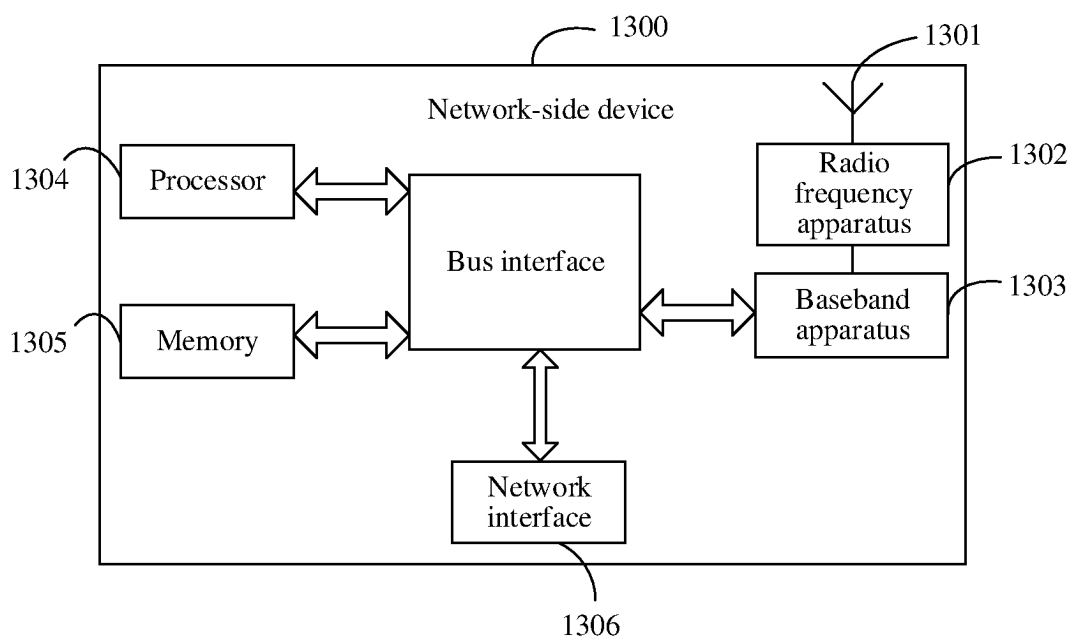 1300
1301
Network-side device
1304
Processor
Radio
frequency
apparatus
1302
Bus interface
Baseband
apparatus
1303
1305
Memory
Network
interface
1306